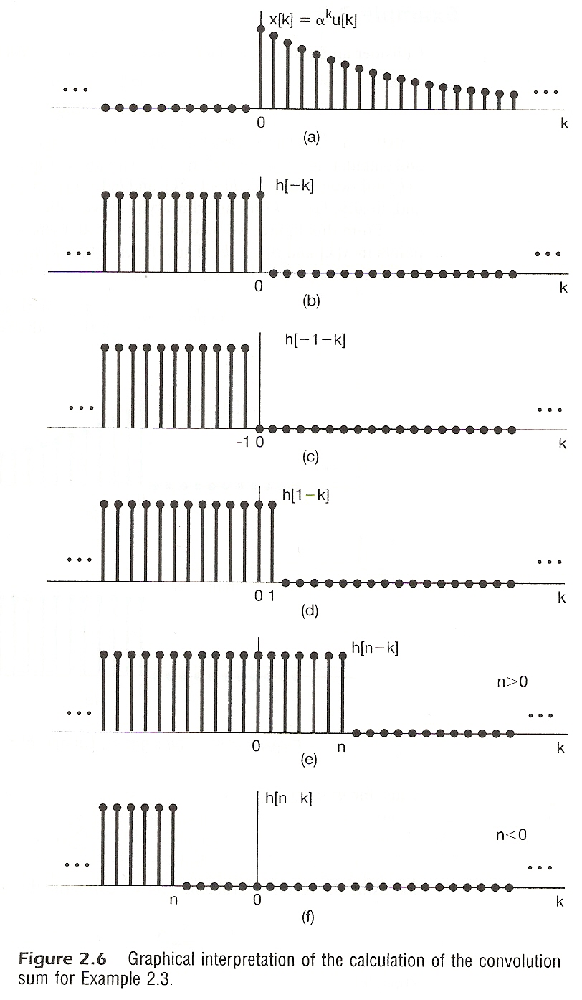 x[k] = αᵏu[k]
0
k
(a)
h[−k]
0
k
(b)
h[−1−k]
-1 0
k
(c)
h[1−k]
0 1
k
(d)
h[n−k]
n>0
0
n
k
(e)
h[n−k]
n<0
n
0
k
(f)
Figure 2.6 Graphical interpretation of the calculation of the convolution
sum for Example 2.3.